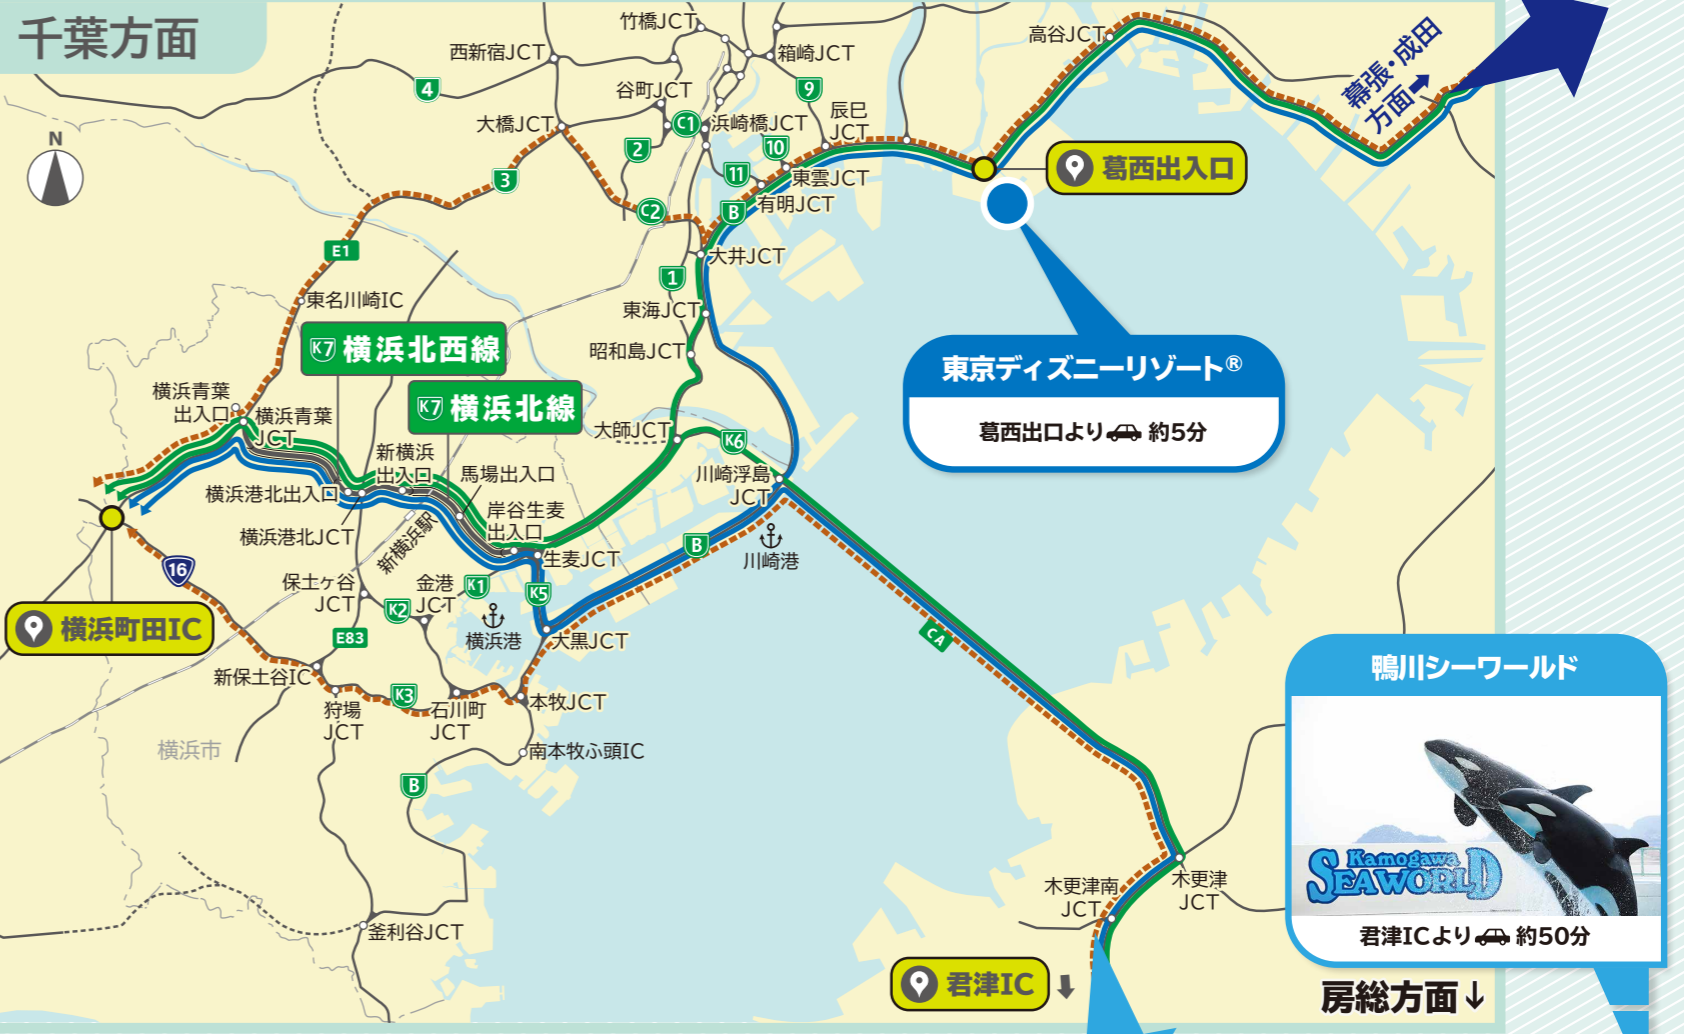 千葉方面
竹橋JCT
西新宿JCT
箱崎JCT
高谷JCT
幕張・成田
方面
4
谷町JCT
9
大橋JCT
C1
浜崎橋JCT
辰巳
JCT
N
2
10
3
11
東雲JCT
葛西出入口
C2
B
有明JCT
E1
大井JCT
1
東名川崎IC
東海JCT
K7 横浜北西線
昭和島JCT
東京ディズニーリゾート®
葛西出口より 約5分
K7 横浜北線
横浜青葉
出入口
横浜青葉
JCT
大師JCT
K6
新横浜
出入口
馬場出入口
川崎浮島
JCT
横浜港北出入口
岸谷生麦
出入口
横浜港北JCT
新横浜駅
生麦JCT
B
川崎港
16
保土ヶ谷
JCT
金港
JCT
K1
K5
K2
横浜町田IC
E83
横浜港
大黒JCT
CA
新保土谷IC
K3
狩場
JCT
石川町
JCT
本牧JCT
横浜市
南本牧ふ頭IC
B
鴨川シーワールド
Kamogawa
SEAWORLD
君津ICより 約50分
木更津南
JCT
木更津
JCT
釜利谷JCT
君津IC
房総方面↓